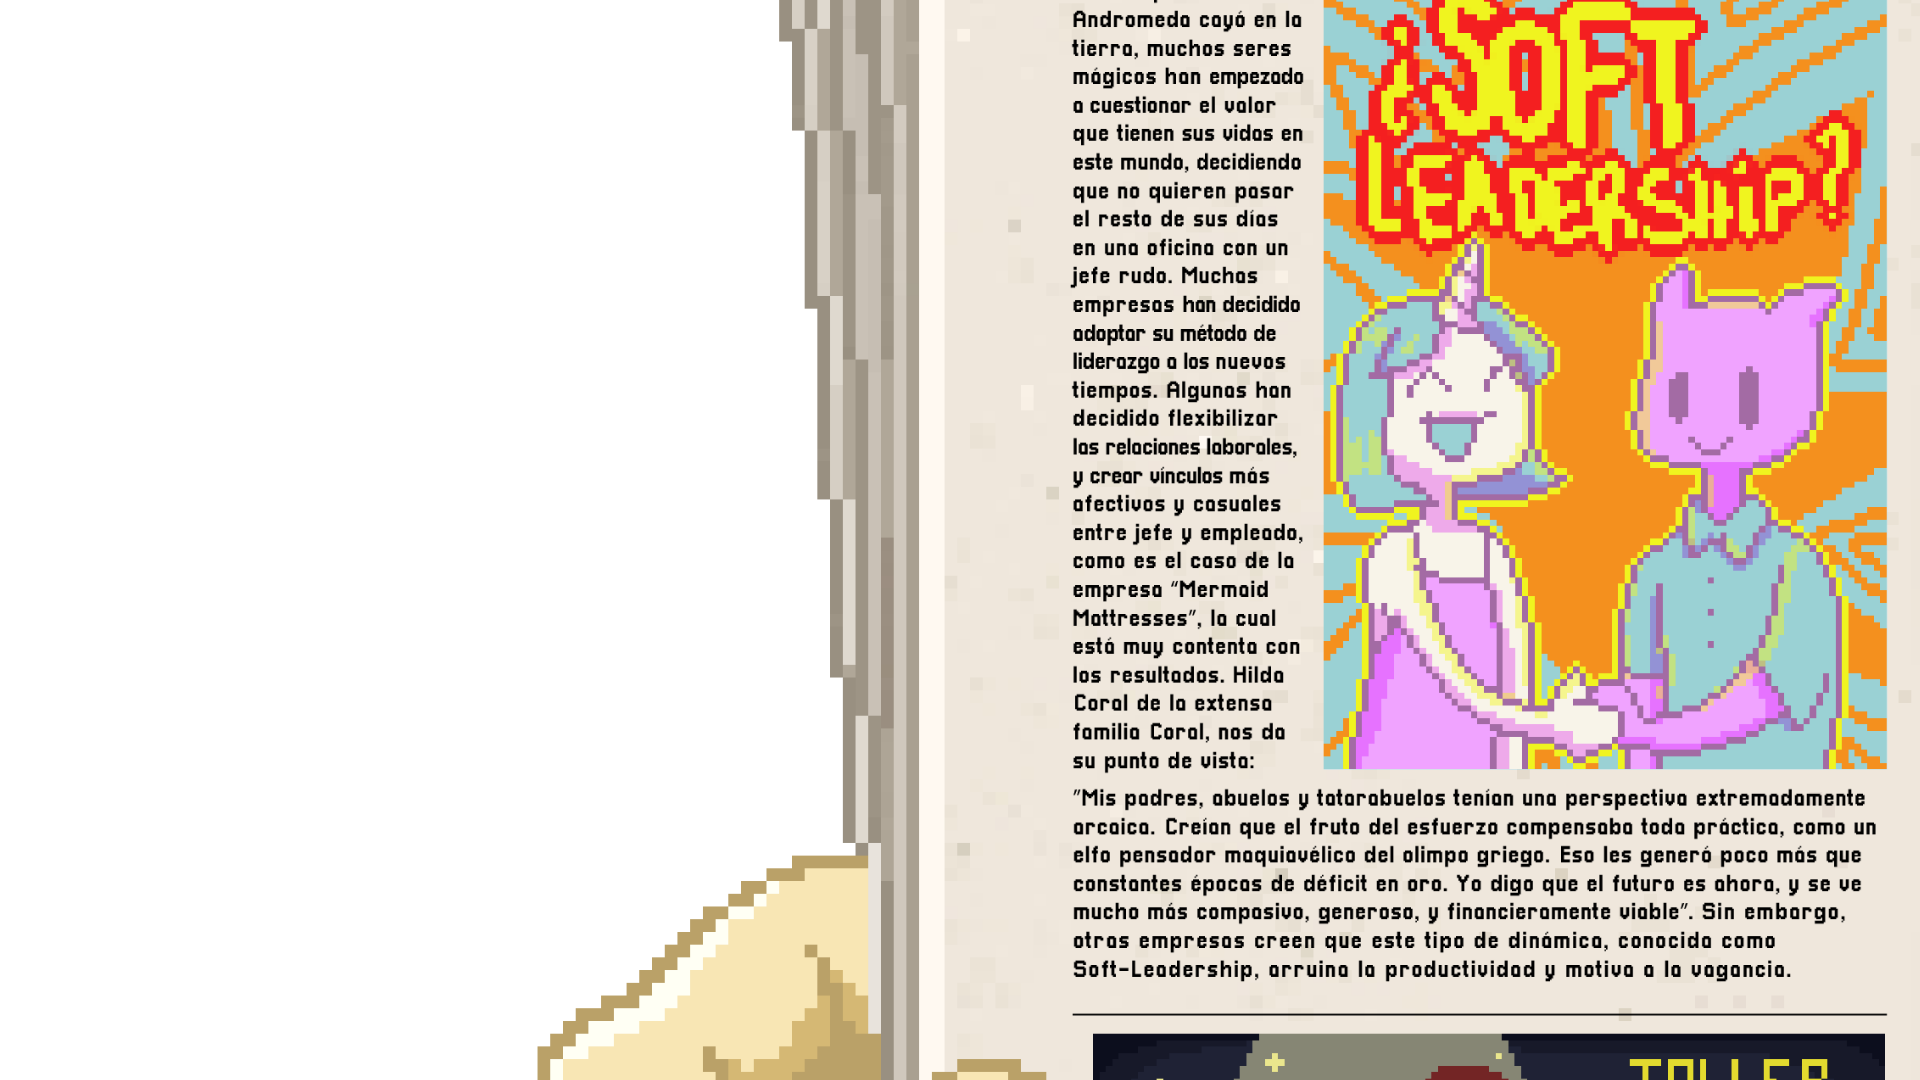 Andromeda cayó en la
tierra, muchos seres
mágicos han empezado
a cuestionar el valor
que tienen sus vidas en
este mundo, decidiendo
que no quieren pasar
el resto de sus días
en una oficina con un
jefe rudo. Muchas
empresas han decidido
adoptar su método de
liderazgo a los nuevos
tiempos. Algunas han
decidido flexibilizar
las relaciones laborales,
y crear vínculos más
afectivos y casuales
entre jefe y empleado,
como es el caso de la
empresa "Mermaid
Mattresses", la cual
está muy contenta con
los resultados. Hilda
Coral de la extensa
familia Coral, nos da
su punto de vista:
¿SOFT
LEADERSHIP?
"Mis padres, abuelos y tatarabuelos tenían una perspectiva extremadamente
arcaica. Creían que el fruto del esfuerzo compensaba toda práctica, como un
elfo pensador maquiavélico del olimpo griego. Eso les generó poco más que
constantes épocas de déficit en oro. Yo digo que el futuro es ahora, y se ve
mucho más compasivo, generoso, y financieramente viable". Sin embargo,
otras empresas creen que este tipo de dinámica, conocida como
Soft-Leadership, arruina la productividad y motiva a la vagancia.
TALLER